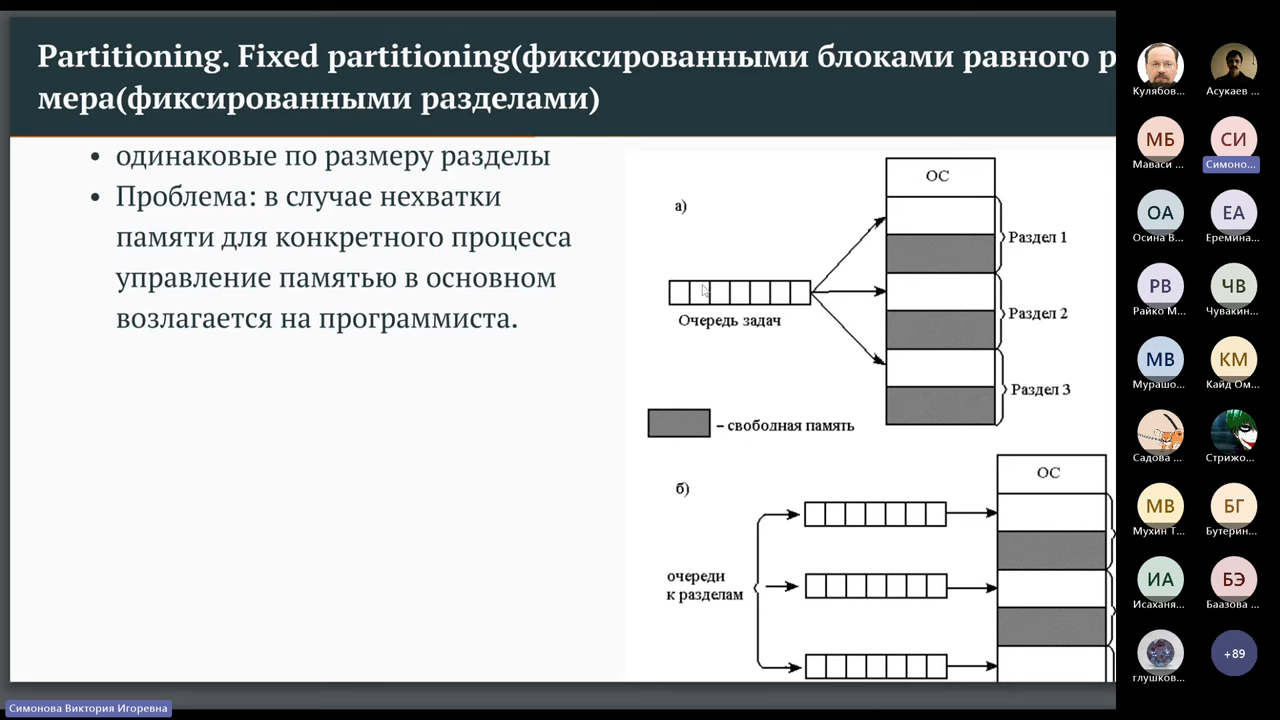 Partitioning. Fixed partitioning(фиксированными блоками равного р
мера(фиксированными разделами)
• одинаковые по размеру разделы
• Проблема: в случае нехватки
памяти для конкретного процесса
управление памятью в основном
возлагается на программиста.
а)
ОС
Раздел 1
Раздел 2
Раздел 3
Очередь задач
– свободная память
б)
ОС
очереди
к разделам
Кулябов...
Асукаев ...
МБ
Маваси ...
СИ
Симоно...
ОА
Осина В...
ЕА
Еремина...
РВ
Райко М...
ЧВ
Чувакин...
МВ
Мурашо...
КМ
Кайд Ом...
Садова ...
Стрижо...
МВ
Мухин Т...
БГ
Бутерин...
ИА
Исаханя...
БЭ
Баазова ...
глушков...
+89
Симонова Виктория Игоревна